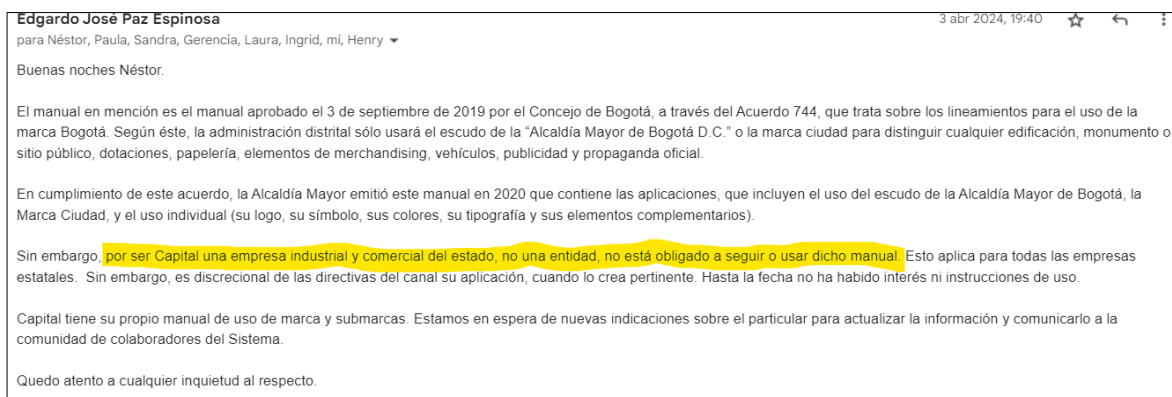 Edgardo José Paz Espinosa
3 abr 2024, 19:40
para Néstor, Paula, Sandra, Gerencia, Laura, Ingrid, mí, Henry
Buenas noches Néstor.
El manual en mención es el manual aprobado el 3 de septiembre de 2019 por el Concejo de Bogotá, a través del Acuerdo 744, que trata sobre los lineamientos para el uso de la
marca Bogotá. Según éste, la administración distrital sólo usará el escudo de la “Alcaldía Mayor de Bogotá D.C.” o la marca ciudad para distinguir cualquier edificación, monumento o
sitio público, dotaciones, papelería, elementos de merchandising, vehículos, publicidad y propaganda oficial.
En cumplimiento de este acuerdo, la Alcaldía Mayor emitió este manual en 2020 que contiene las aplicaciones, que incluyen el uso del escudo de la Alcaldía Mayor de Bogotá, la
Marca Ciudad, y el uso individual (su logo, su símbolo, sus colores, su tipografía y sus elementos complementarios).
Sin embargo, por ser Capital una empresa industrial y comercial del estado, no una entidad, no está obligado a seguir o usar dicho manual. Esto aplica para todas las empresas
estatales. Sin embargo, es discrecional de las directivas del canal su aplicación, cuando lo crea pertinente. Hasta la fecha no ha habido interés ni instrucciones de uso.
Capital tiene su propio manual de uso de marca y submarcas. Estamos en espera de nuevas indicaciones sobre el particular para actualizar la información y comunicarlo a la
comunidad de colaboradores del Sistema.
Quedo atento a cualquier inquietud al respecto.